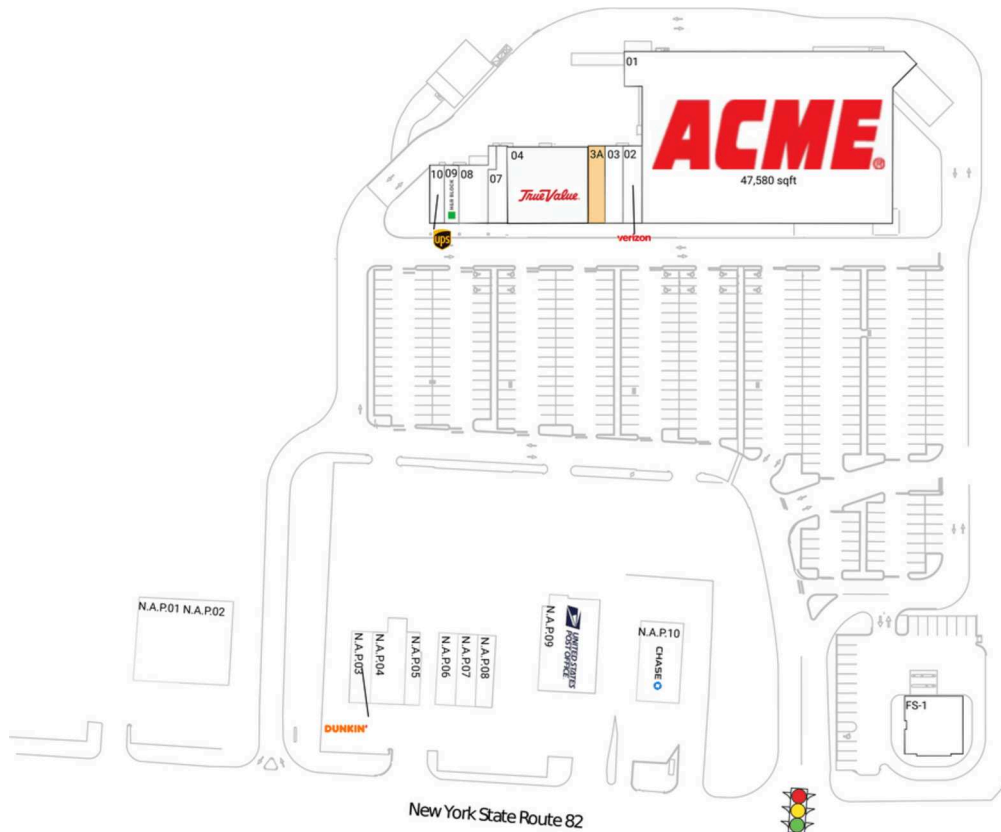 01
ACME
47,580 sqft
04
3A
03
02
10
09
08
07
H&R BLOCK
True Value
ups
verizon
N.A.P.01 N.A.P.02
N.A.P.03
N.A.P.04
N.A.P.05
N.A.P.06
N.A.P.07
N.A.P.08
N.A.P.09
UNITED STATES
POST OFFICE
N.A.P.10
CHASE
FS-1
DUNKIN'
New York State Route 82